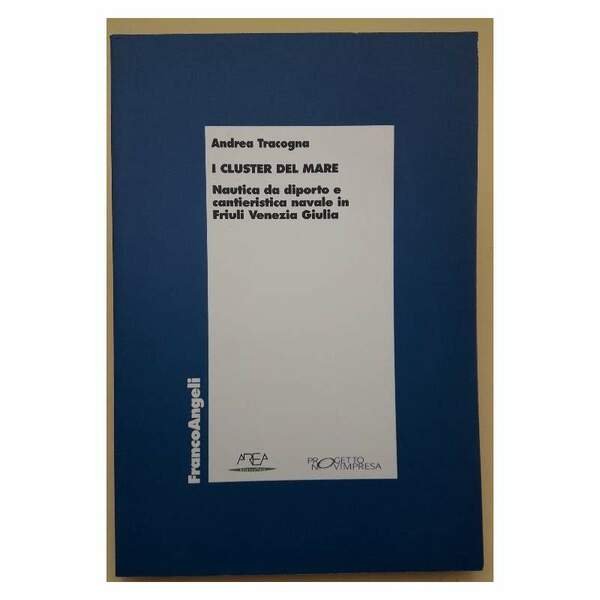 Andrea Tracogna
I CLUSTER DEL MARE
Nautica da diporto e
cantieristica navale in
Friuli Venezia Giulia
FrancoAngeli
AREA
PROGETTO
NOVIMPRESA